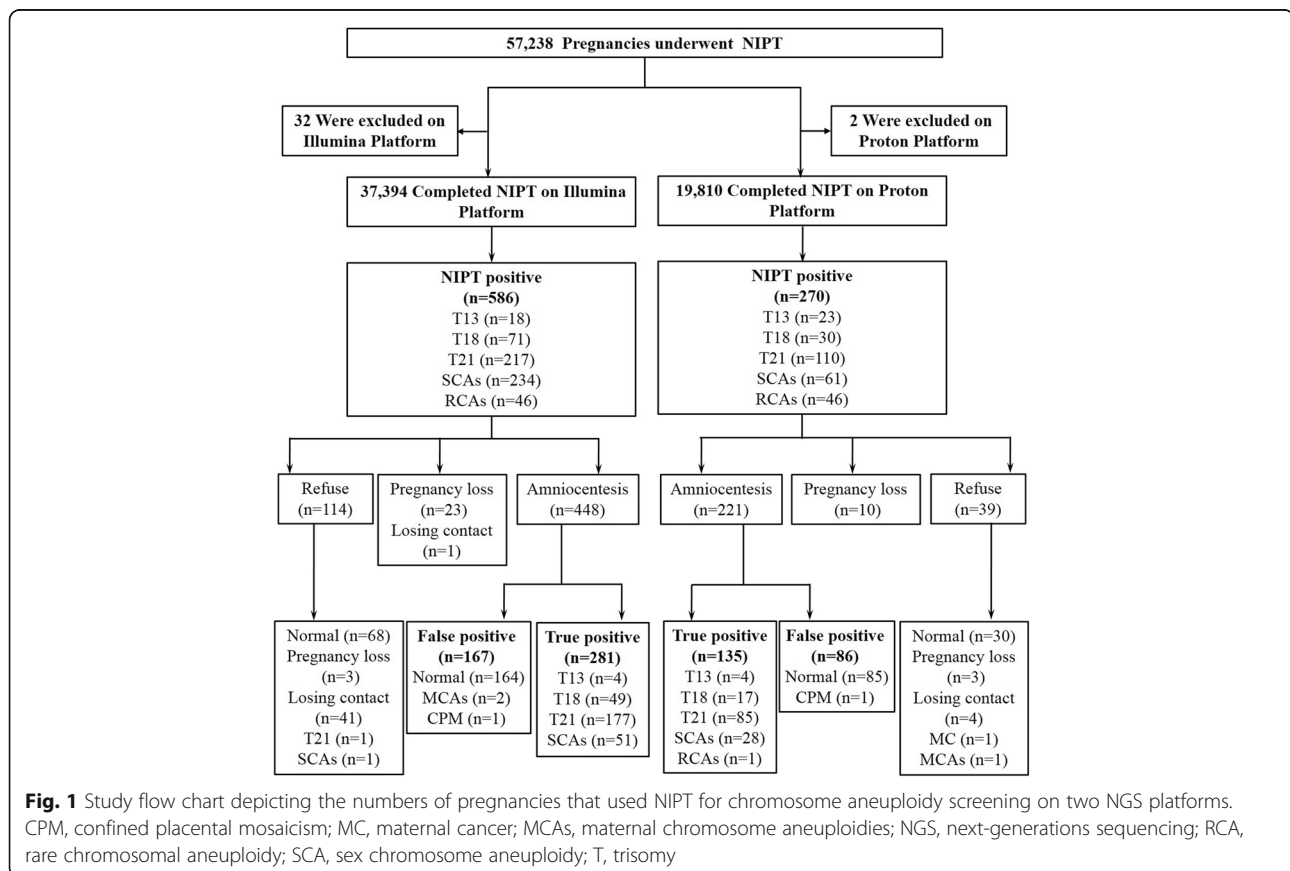 57,238 Pregnancies underwent NIPT
32 Were excluded on
Illumina Platform
2 Were excluded on
Proton Platform
37,394 Completed NIPT on Illumina
Platform
19,810 Completed NIPT on Proton
Platform
NIPT positive
(n=586)
T13 (n=18)
T18 (n=71)
T21 (n=217)
SCAs (n=234)
RCAs (n=46)
NIPT positive
(n=270)
T13 (n=23)
T18 (n=30)
T21 (n=110)
SCAs (n=61)
RCAs (n=46)
Refuse
(n=114)
Pregnancy loss
(n=23)
Losing contact
(n=1)
Amniocentesis
(n=448)
Amniocentesis
(n=221)
Pregnancy loss
(n=10)
Refuse
(n=39)
Normal (n=68)
Pregnancy loss
(n=3)
Losing contact
(n=41)
T21 (n=1)
SCAs (n=1)
False positive
(n=167)
Normal (n=164)
MCAs (n=2)
CPM (n=1)
True positive
(n=281)
T13 (n=4)
T18 (n=49)
T21 (n=177)
SCAs (n=51)
True positive
(n=135)
T13 (n=4)
T18 (n=17)
T21 (n=85)
SCAs (n=28)
RCAs (n=1)
False positive
(n=86)
Normal (n=85)
CPM (n=1)
Normal (n=30)
Pregnancy loss
(n=3)
Losing contact
(n=4)
MC (n=1)
MCAs (n=1)
Fig. 1 Study flow chart depicting the numbers of pregnancies that used NIPT for chromosome aneuploidy screening on two NGS platforms.
CPM, confined placental mosaicism; MC, maternal cancer; MCAs, maternal chromosome aneuploidies; NGS, next-generations sequencing; RCA,
rare chromosomal aneuploidy; SCA, sex chromosome aneuploidy; T, trisomy